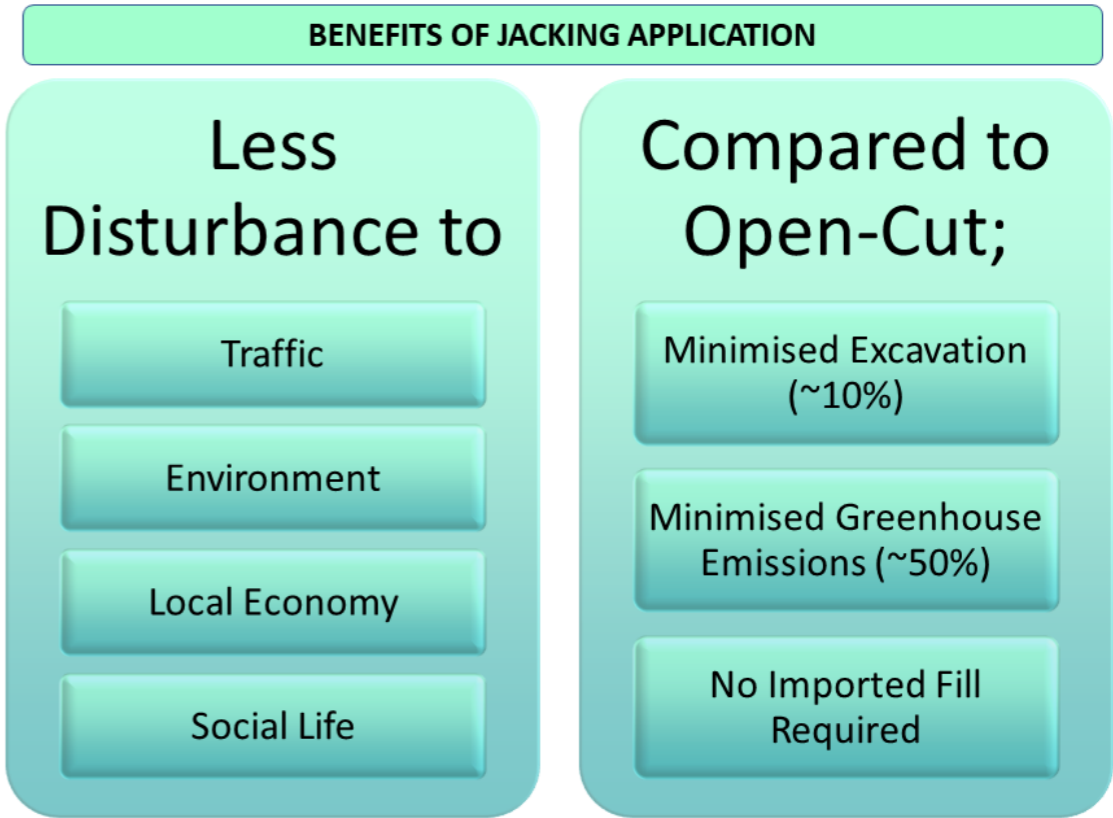 BENEFITS OF JACKING APPLICATION
Less
Disturbance to
Traffic
Environment
Local Economy
Social Life
Compared to
Open-Cut;
Minimised Excavation
(~10%)
Minimised Greenhouse
Emissions (~50%)
No Imported Fill
Required